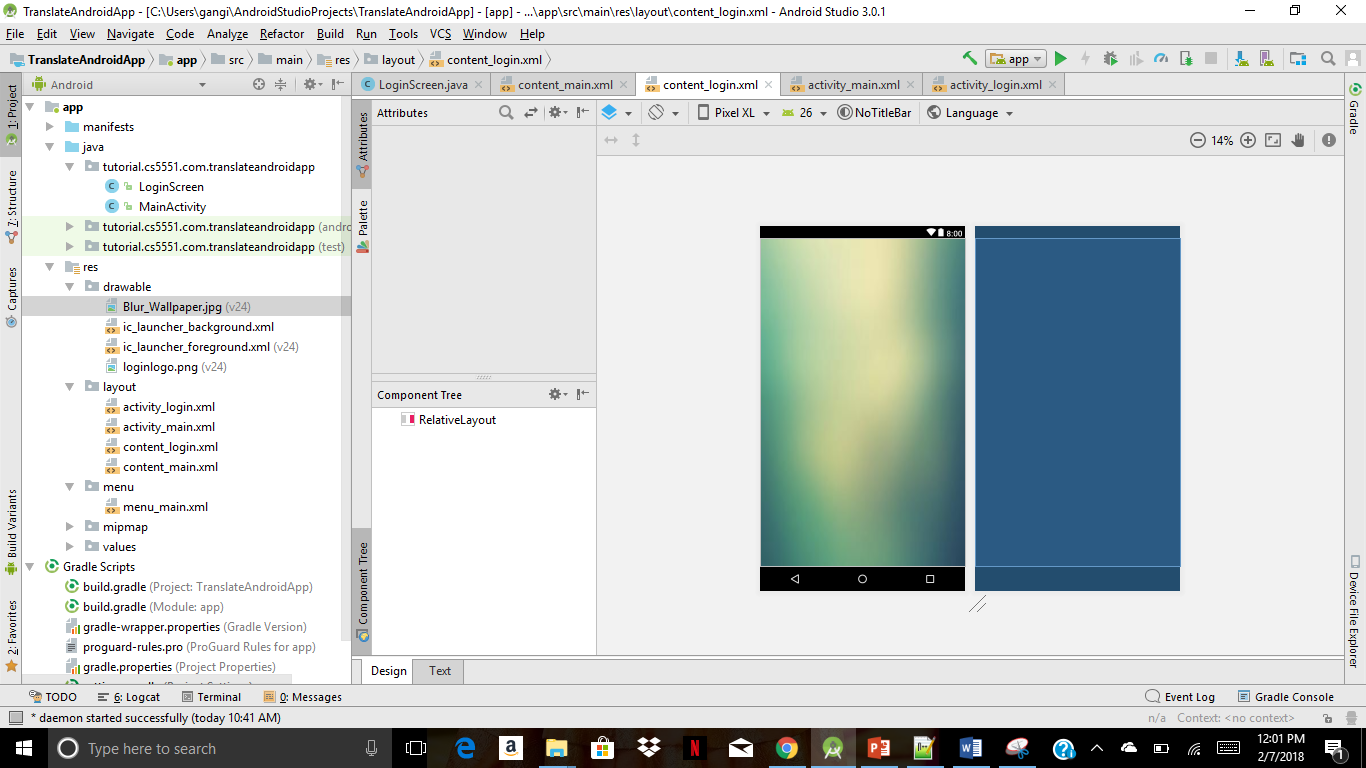 TranslateAndroidApp - [C:\Users\gangi\AndroidStudioProjects\TranslateAndroidApp] - [app] - ...\app\src\main\res\layout\content_login.xml - Android Studio 3.0.1
File Edit View Navigate Code Analyze Refactor Build Run Tools VCS Window Help
TranslateAndroidApp app src main res layout content_login.xml app
Android
LoginScreen.java content_main.xml content_login.xml activity_main.xml activity_login.xml
1: Project
7: Structure
Captures
Build Variants
2: Favorites
app
manifests
java
tutorial.cs5551.com.translateandroidapp
LoginScreen
MainActivity
tutorial.cs5551.com.translateandroidapp (andro
tutorial.cs5551.com.translateandroidapp (test)
res
drawable
Blur_Wallpaper.jpg (v24)
ic_launcher_background.xml
ic_launcher_foreground.xml (v24)
loginlogo.png (v24)
layout
activity_login.xml
activity_main.xml
content_login.xml
content_main.xml
menu
menu_main.xml
mipmap
values
Gradle Scripts
build.gradle (Project: TranslateAndroidApp)
build.gradle (Module: app)
gradle-wrapper.properties (Gradle Version)
proguard-rules.pro (ProGuard Rules for app)
gradle.properties (Project Properties)
Attributes
Palette
Component Tree
Attributes
Component Tree
RelativeLayout
Pixel XL 26 NoTitleBar Language
14%
8:00
Gradle
Device File Explorer
Design Text
TODO 6: Logcat Terminal 0: Messages Event Log Gradle Console
* daemon started successfully (today 10:41 AM) n/a Context: <no context>
Type here to search
12:01 PM
2/7/2018
1